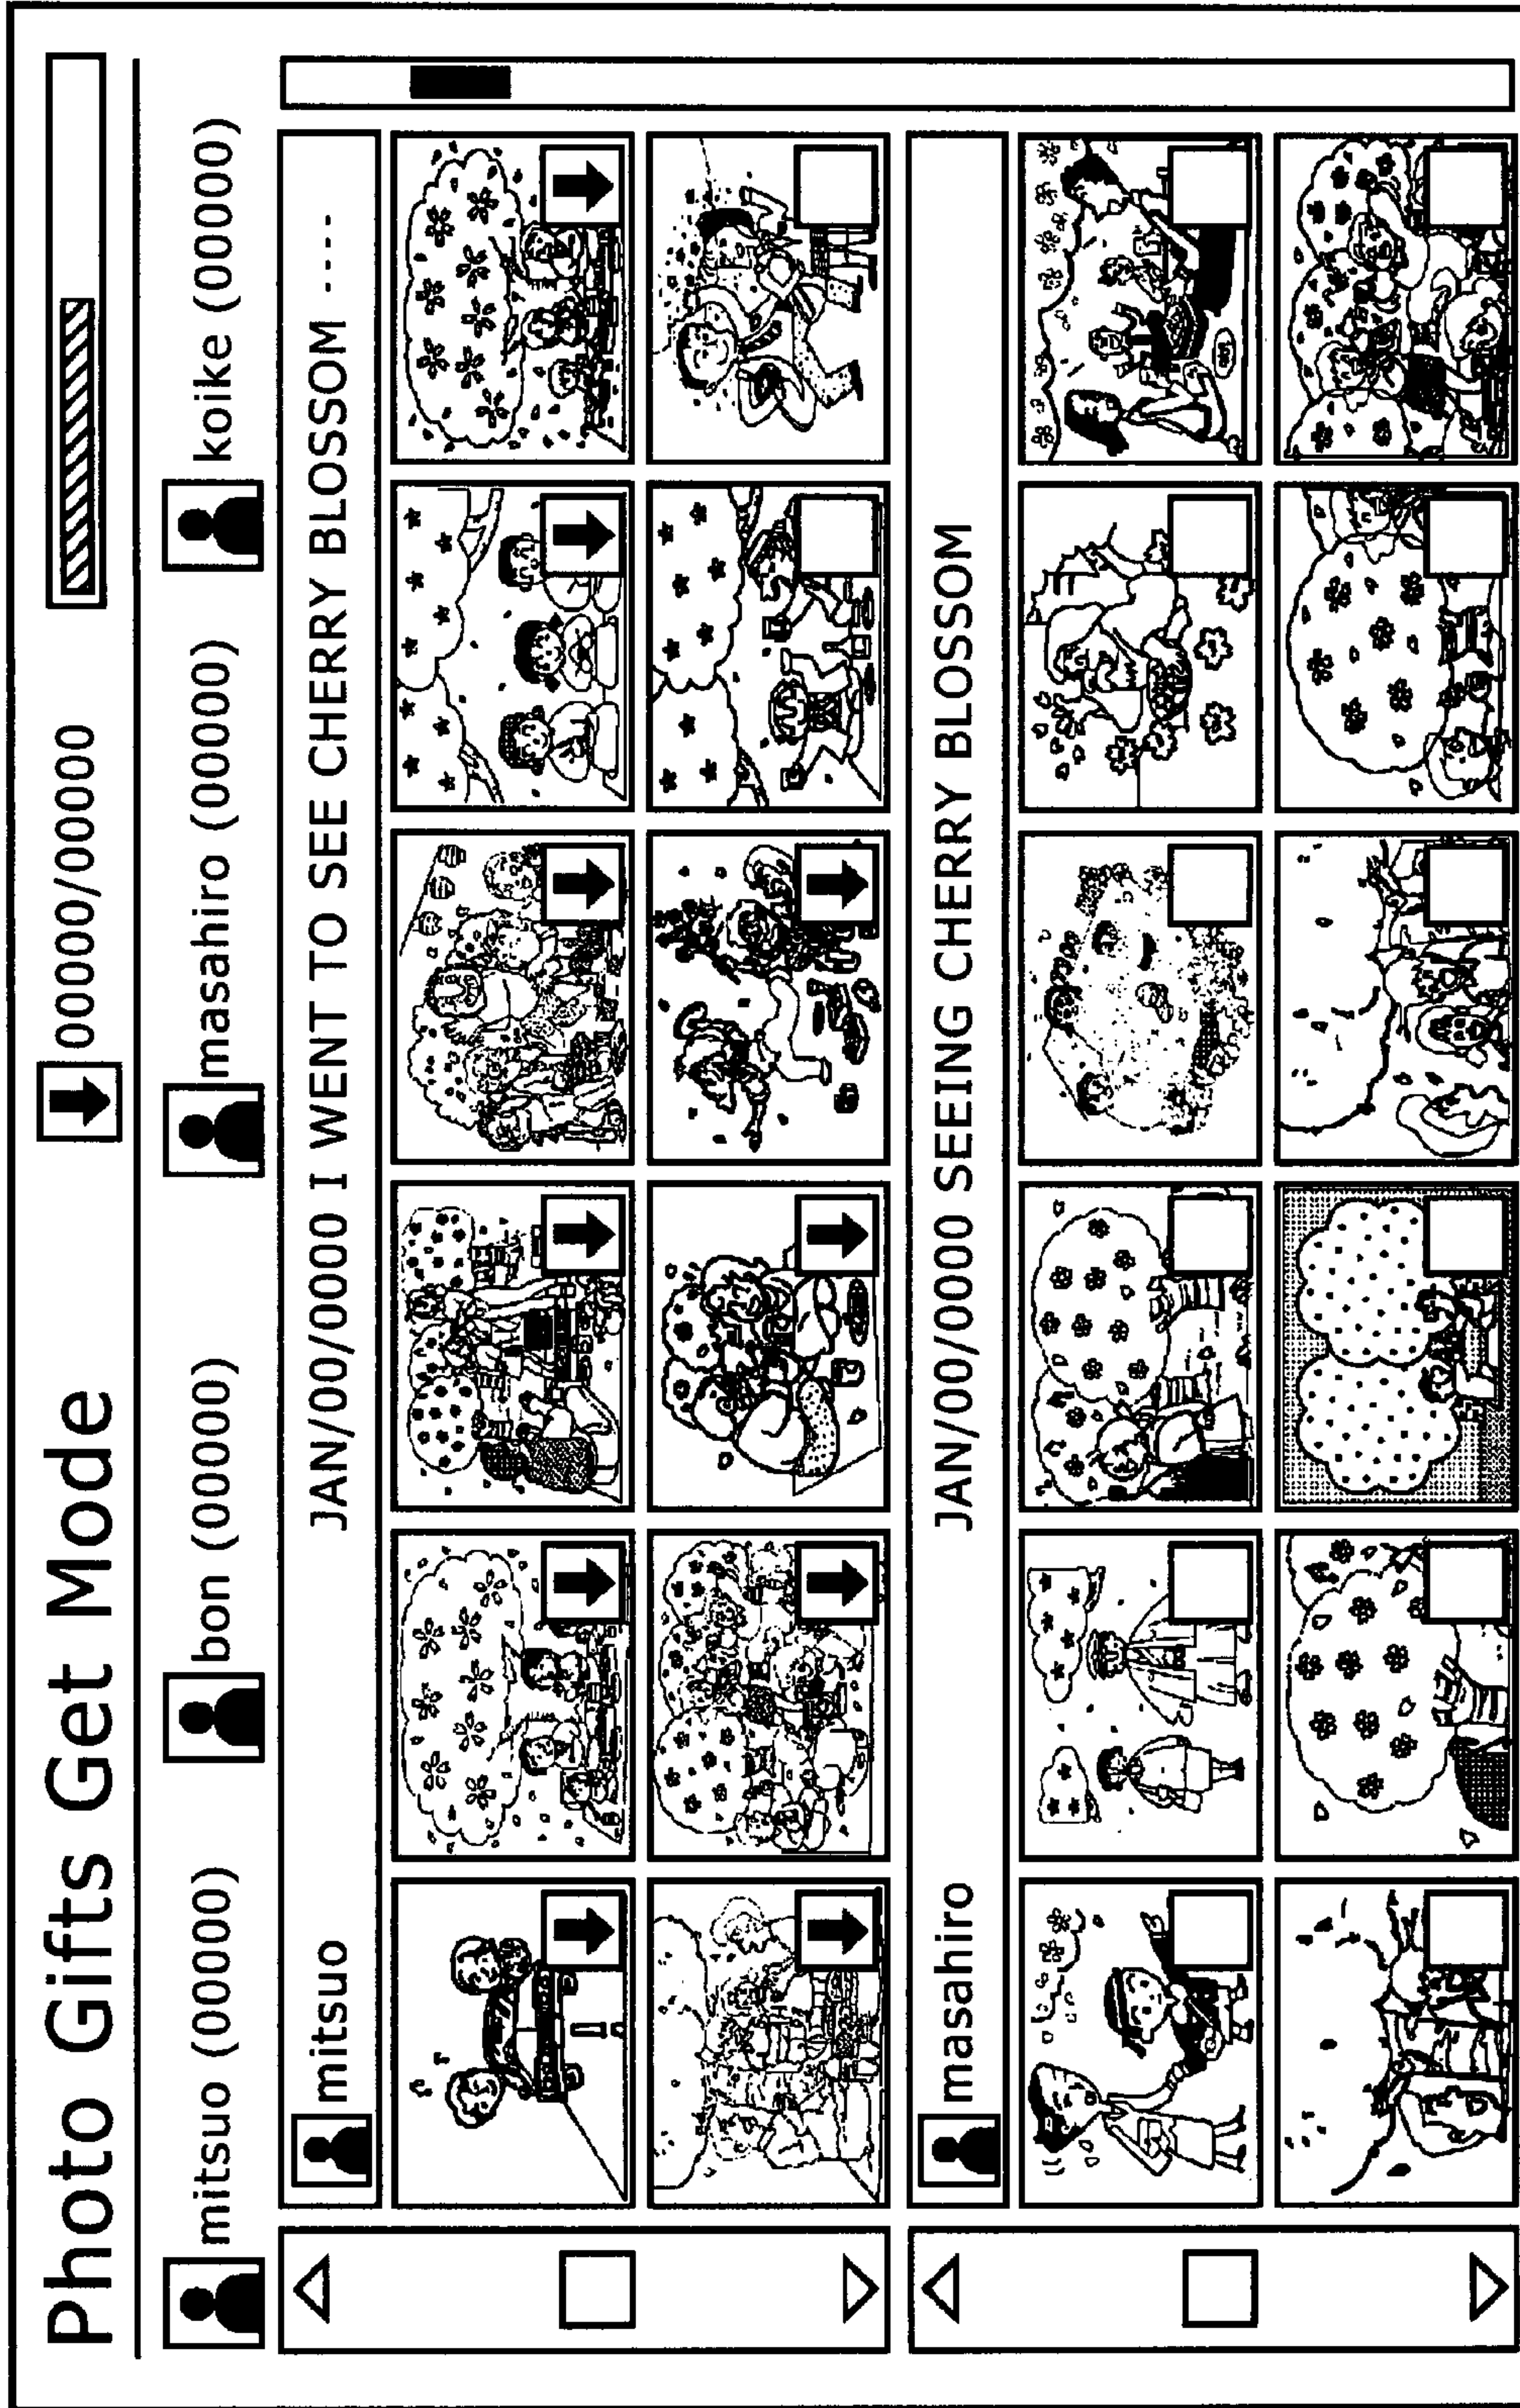 Photo Gifts Get Mode 00000/00000
mitsuo (00000) bon (00000) masahiro (00000) koike (00000)
mitsuo JAN/00/0000 I WENT TO SEE CHERRY BLOSSOM ----
masahiro JAN/00/0000 SEEING CHERRY BLOSSOM